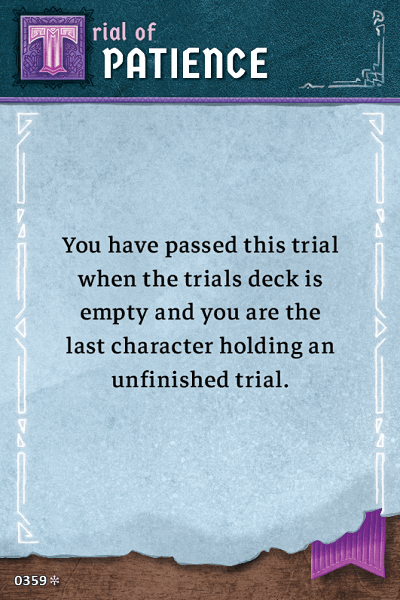 Trial of
PATIENCE
You have passed this trial
when the trials deck is
empty and you are the
last character holding an
unfinished trial.
0359✻